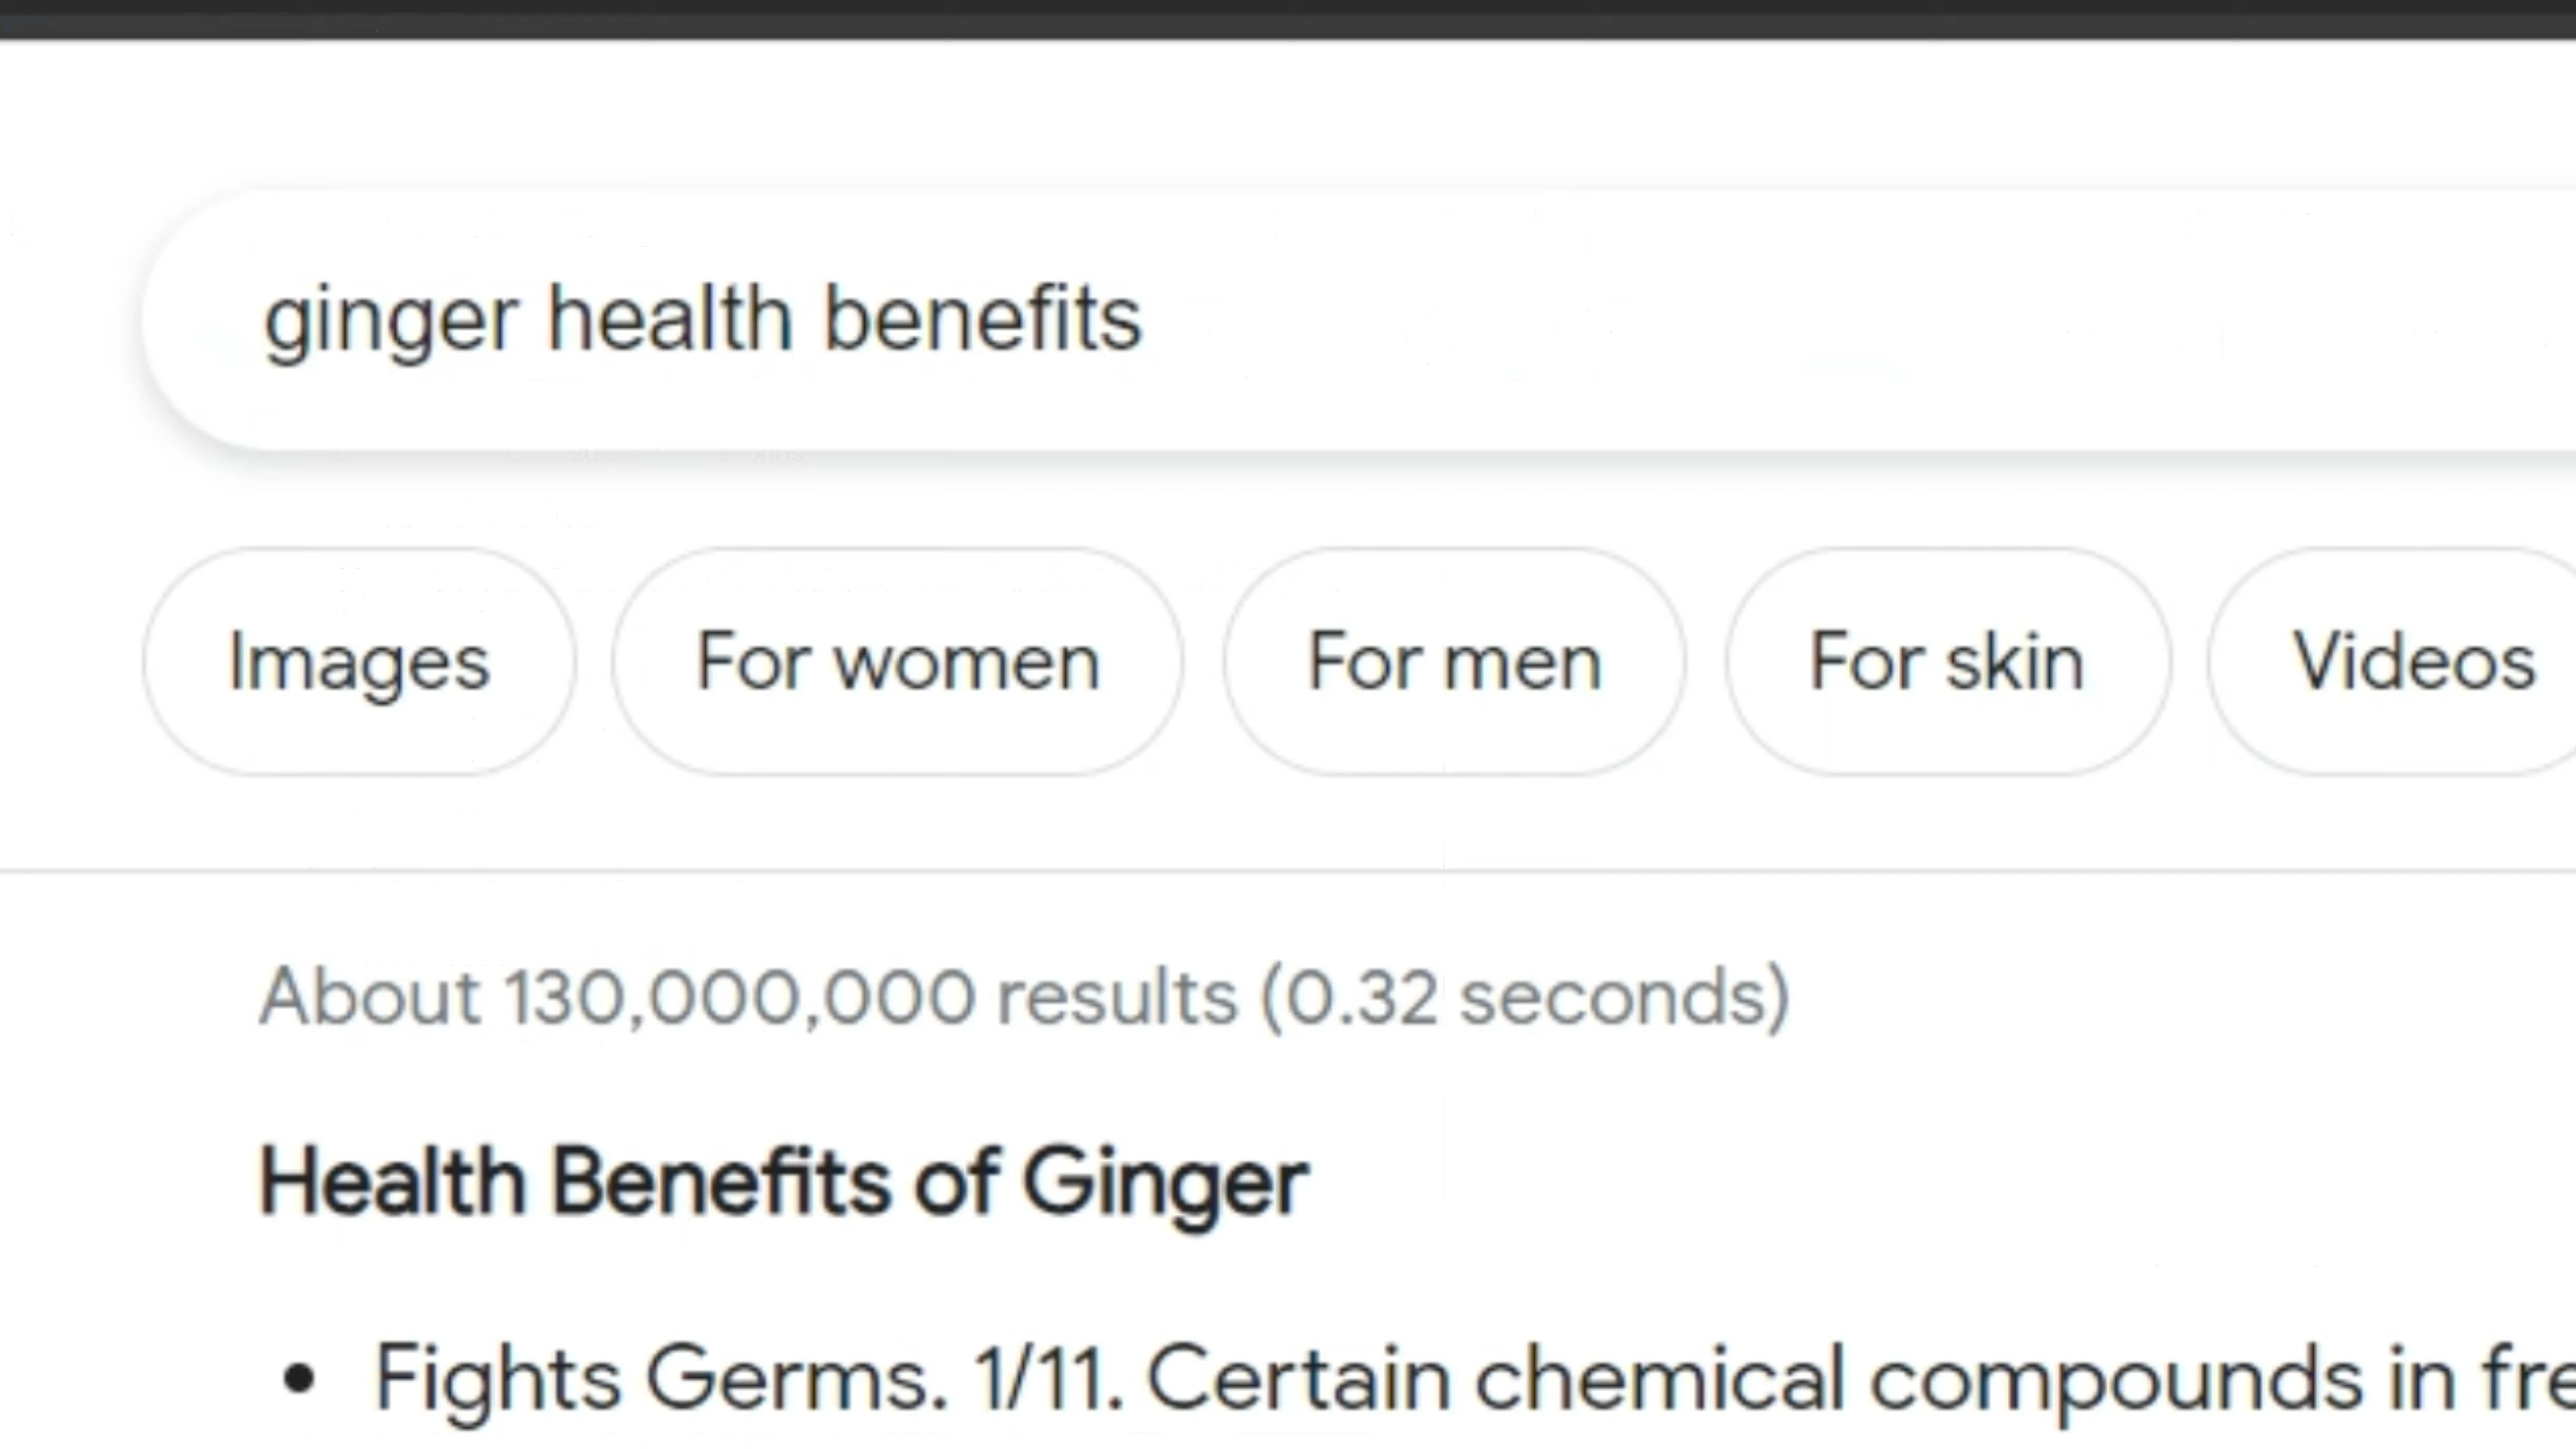 ginger health benefits
Images For women For men For skin Videos
About 130,000,000 results (0.32 seconds)
Health Benefits of Ginger
• Fights Germs. 1/11. Certain chemical compounds in fre